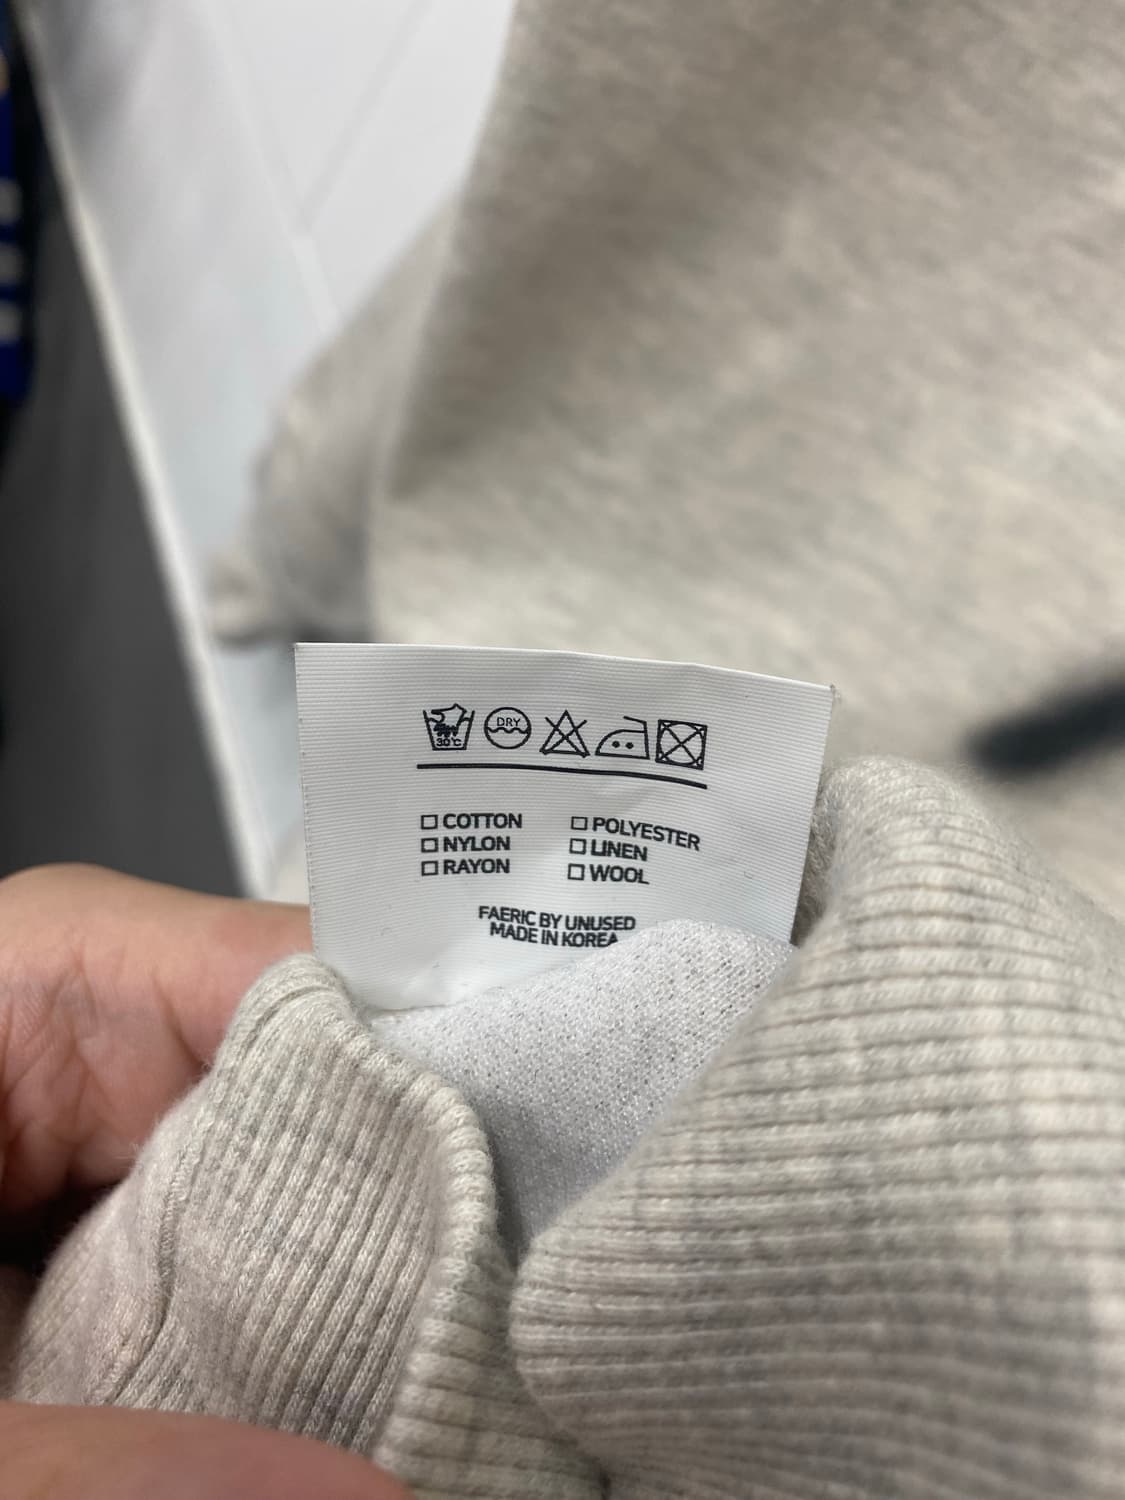 30℃ DRY
□ COTTON □ POLYESTER
□ NYLON □ LINEN
□ RAYON □ WOOL
FAERIC BY UNUSED
MADE IN KOREA